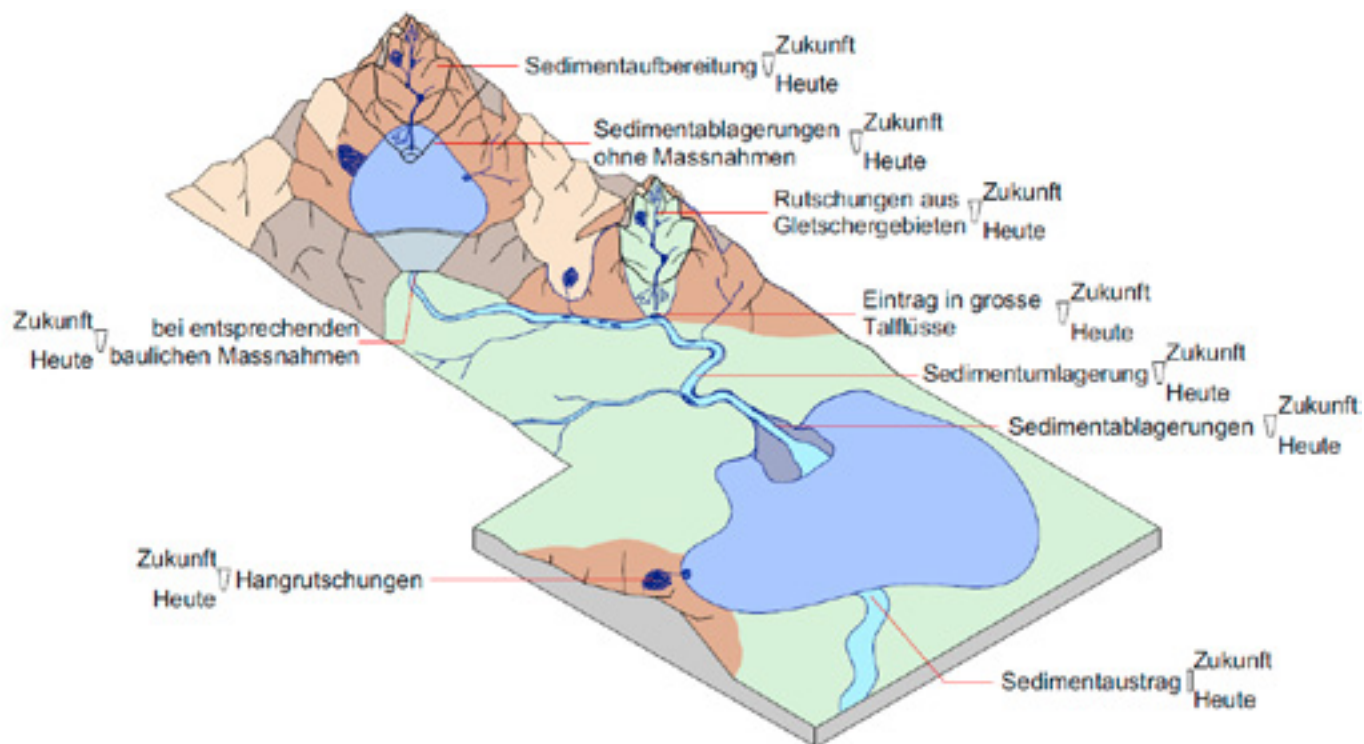 Sedimentaufbereitung
Zukunft
Heute
Sedimentablagerungen
ohne Massnahmen
Zukunft
Heute
Rutschungen aus
Gletschergebieten
Zukunft
Heute
Eintrag in grosse
Talflüsse
Zukunft
Heute
Zukunft
Heute
bei entsprechenden
baulichen Massnahmen
Sedimentumlagerung
Zukunft
Heute
Sedimentablagerungen
Zukunft
Heute
Zukunft
Heute
Hangrutschungen
Sedimentaustrag
Zukunft
Heute